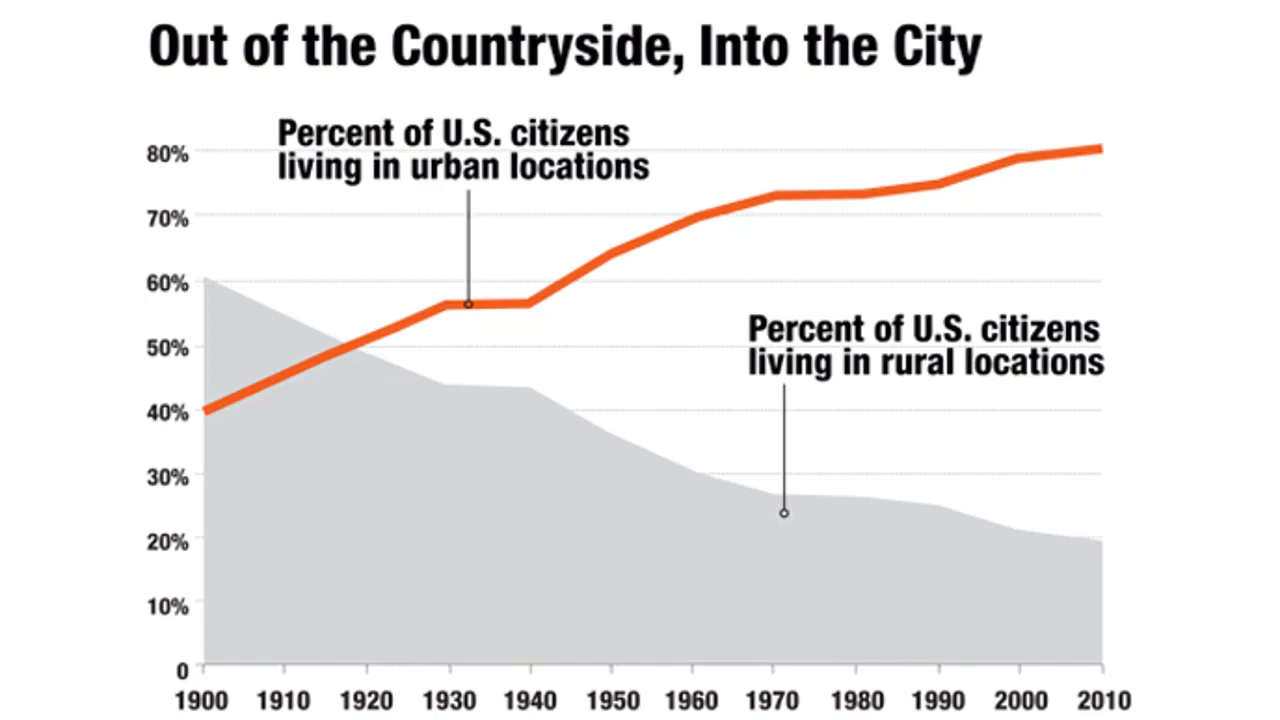 Out of the Countryside, Into the City
Percent of U.S. citizens
living in urban locations
80%
70%
60%
Percent of U.S. citizens
living in rural locations
50%
40%
30%
20%
10%
0
1900 1910 1920 1930 1940 1950 1960 1970 1980 1990 2000 2010